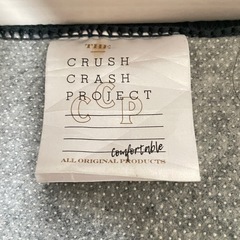 THE
CRUSH
CRASH
PROJECT
CCP
comfortable
ALL ORIGINAL PRODUCTS